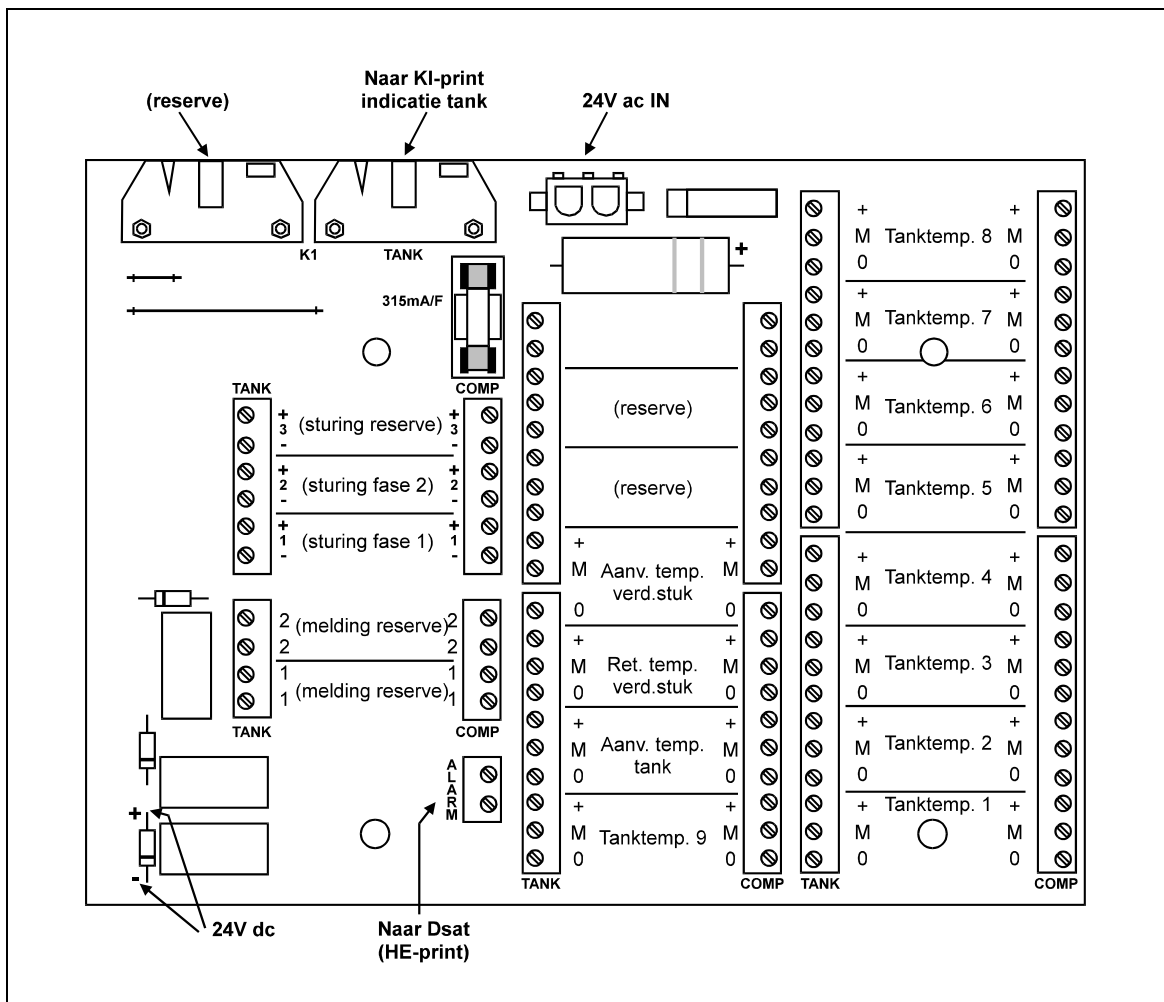 Naar KI-print
indicatie tank
(reserve)
24V ac IN
K1
TANK
315mA/F
+
TANK
COMP
+ 3 - (sturing reserve) + 3 -
+ 2 - (sturing fase 2) + 2 -
+ 1 - (sturing fase 1) + 1 -
2 (melding reserve) 2
2 2
1 (melding reserve) 1
1 1
TANK
COMP
ALARM
+
-
24V dc
Naar Dsat
(HE-print)
(reserve)
(reserve)
+ +
M Aanv. temp. M
verd.stuk
0 0
+ +
M Ret. temp. M
0 verd.stuk 0
+ +
M Aanv. temp. M
0 tank 0
+ +
M Tanktemp. 9 M
0 0
TANK
COMP
+ +
M Tanktemp. 8 M
0 0
+ +
M Tanktemp. 7 M
0 0
+ +
M Tanktemp. 6 M
0 0
+ +
M Tanktemp. 5 M
0 0
+ +
M Tanktemp. 4 M
0 0
+ +
M Tanktemp. 3 M
0 0
+ +
M Tanktemp. 2 M
0 0
+ Tanktemp. 1 +
M M
0 0
TANK
COMP